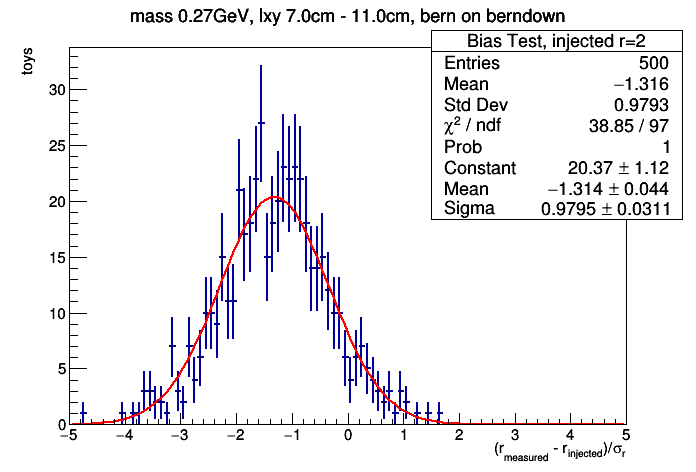 mass 0.27GeV, lxy 7.0cm - 11.0cm, bern on berndown
Bias Test, injected r=2
Entries 500
Mean −1.316
Std Dev 0.9793
χ² / ndf 38.85 / 97
Prob 1
Constant 20.37 ± 1.12
Mean −1.314 ± 0.044
Sigma 0.9795 ± 0.0311
toys
30
25
20
15
10
5
0
−5 −4 −3 −2 −1 0 1 2 3 4 5
(r_measured - r_injected)/σ_r